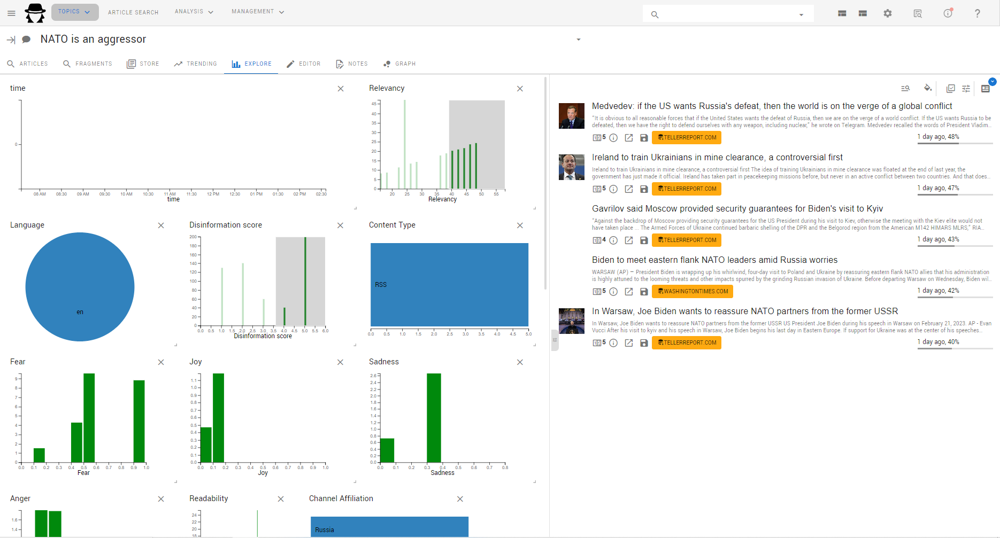 TOPICS
ARTICLE SEARCH
ANALYSIS
MANAGEMENT
NATO is an aggressor
ARTICLES
FRAGMENTS
STORE
TRENDING
EXPLORE
EDITOR
NOTES
GRAPH
time
0
08 AM 08:30 09 AM 09:30 10 AM 10:30 11 AM 11:30 12 PM 12:30 01 PM 01:30 02 PM 02:30
time
Relevancy
45
40
35
30
25
20
15
10
5
0
20 25 30 35 40 45 50 55
Relevancy
Language
en
Disinformation score
200
180
160
140
120
100
80
60
40
20
0
0.0 0.5 1.0 1.5 2.0 2.5 3.0 3.5 4.0 4.5 5.0 5.5 6.0
Disinformation score
Content Type
RSS
0.0 0.5 1.0 1.5 2.0 2.5 3.0 3.5 4.0 4.5 5.0
Fear
9
8
7
6
5
4
3
2
1
0
0.0 0.1 0.2 0.3 0.4 0.5 0.6 0.7 0.8 0.9 1.0
Fear
Joy
1.1
1.0
0.9
0.8
0.7
0.6
0.5
0.4
0.3
0.2
0.1
0.0
0.0 0.1 0.2 0.3 0.4 0.5 0.6 0.7 0.8 0.9 1.0
Joy
Sadness
2.6
2.4
2.2
2.0
1.8
1.6
1.4
1.2
1.0
0.8
0.6
0.4
0.2
0.0
0.0 0.1 0.2 0.3 0.4 0.5 0.6 0.7 0.8
Sadness
Anger
1.6
1.4
Readability
24
22
20
18
Channel Affiliation
Russia
Medvedev: if the US wants Russia's defeat, then the world is on the verge of a global conflict
"It is obvious to all reasonable forces that if the United States wants the defeat of Russia, then we are on the verge of a world conflict. If the US wants Russia to be
defeated, then we have the right to defend ourselves with any weapon, including nuclear," he wrote on Telegram. Medvedev recalled the words of President Vladim...
5
TELLERREPORT.COM
1 day ago, 48%
Ireland to train Ukrainians in mine clearance, a controversial first
Ireland to train Ukrainians in mine clearance, a controversial first The idea of training Ukrainians in mine clearance was floated at the end of last year, the
government has just made it official. Ireland has taken part in peacekeeping missions before, but never in an active conflict between two countries. And that does...
5
TELLERREPORT.COM
1 day ago, 47%
Gavrilov said Moscow provided security guarantees for Biden's visit to Kyiv
"Against the backdrop of Moscow providing security guarantees for the US President during his visit to Kiev, otherwise the meeting with the Kiev elite would not
have taken place ... The Armed Forces of Ukraine continued barbaric shelling of the DPR and the Belgorod region from the American M142 HIMARS MLRS," RIA...
4
TELLERREPORT.COM
1 day ago, 43%
Biden to meet eastern flank NATO leaders amid Russia worries
WARSAW (AP) — President Biden is wrapping up his whirlwind, four-day visit to Poland and Ukraine by reassuring eastern flank NATO allies that his administration
is highly attuned to the looming threats and other impacts spurred by the grinding Russian invasion of Ukraine. Before departing Warsaw on Wednesday, Biden wil...
5
WASHINGTONTIMES.COM
1 day ago, 42%
In Warsaw, Joe Biden wants to reassure NATO partners from the former USSR
In Warsaw, Joe Biden wants to reassure NATO partners from the former USSR US President Joe Biden during his speech in Warsaw on February 21, 2023. AP - Evan
Vucci After his visit to kyiv and his speech in Warsaw, Joe Biden begins his last day in Eastern Europe. If support for Ukraine was at the center of his speeches...
5
TELLERREPORT.COM
1 day ago, 40%